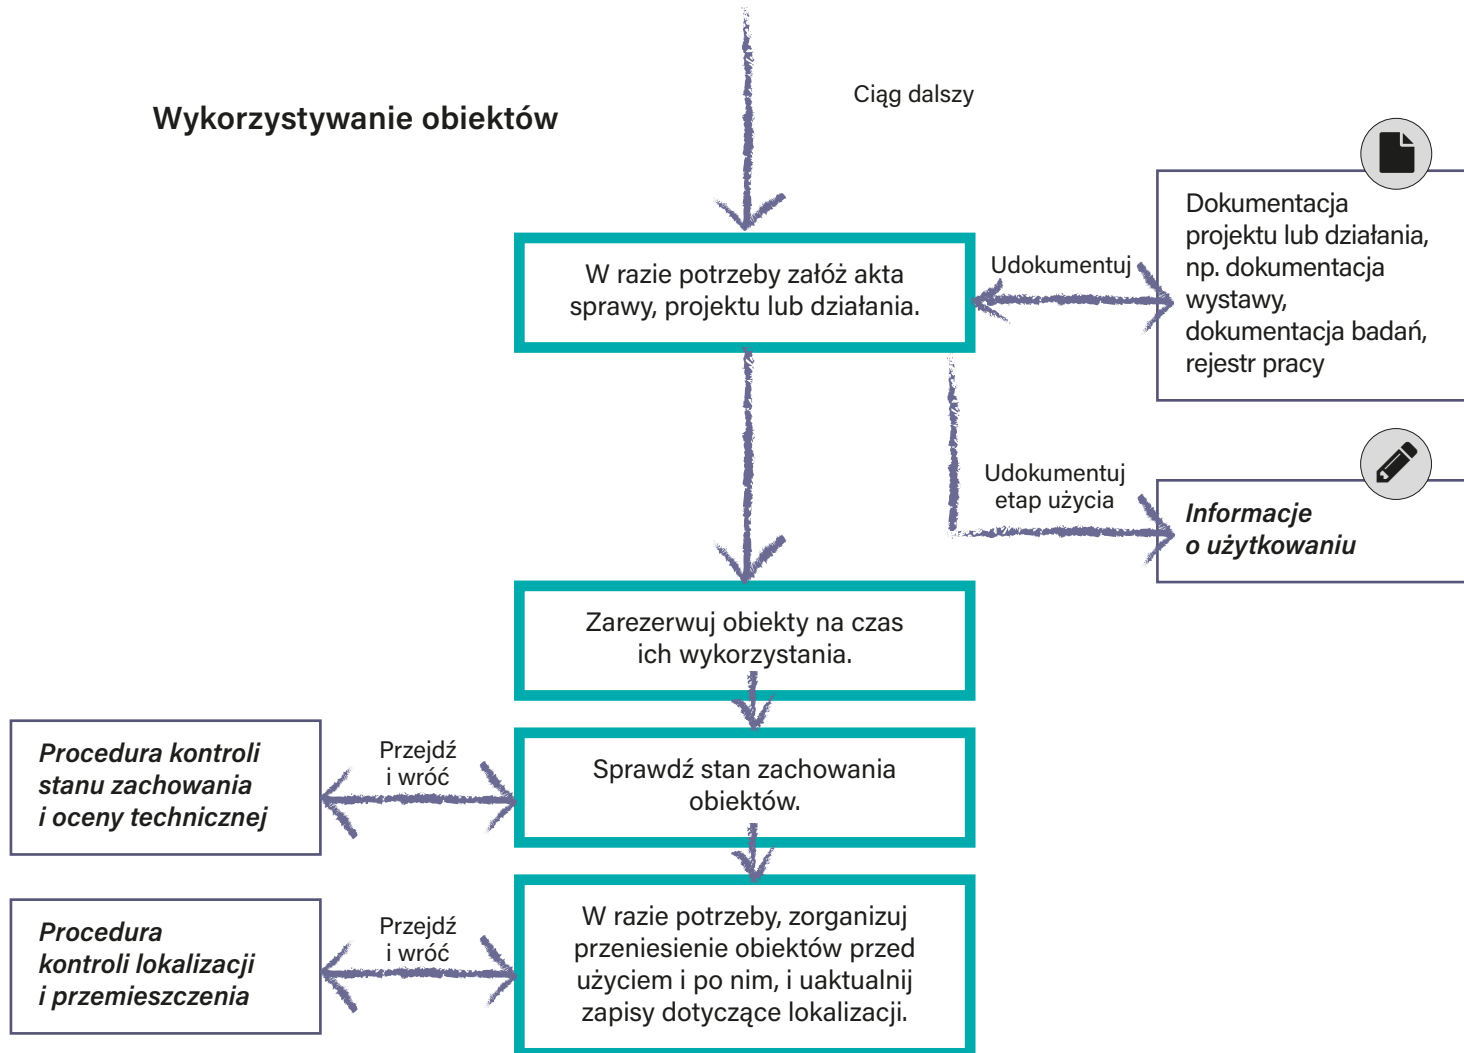 Ciąg dalszy
Wykorzystywanie obiektów
W razie potrzeby załóż akta
sprawy, projektu lub działania.
Udokumentuj
Dokumentacja
projektu lub działania,
np. dokumentacja
wystawy,
dokumentacja badań,
rejestr pracy
Udokumentuj
etap użycia
Informacje
o użytkowaniu
Zarezerwuj obiekty na czas
ich wykorzystania.
Procedura kontroli
stanu zachowania
i oceny technicznej
Przejdź
i wróć
Sprawdź stan zachowania
obiektów.
Procedura
kontroli lokalizacji
i przemieszczenia
Przejdź
i wróć
W razie potrzeby, zorganizuj
przeniesienie obiektów przed
użyciem i po nim, i uaktualnij
zapisy dotyczące lokalizacji.